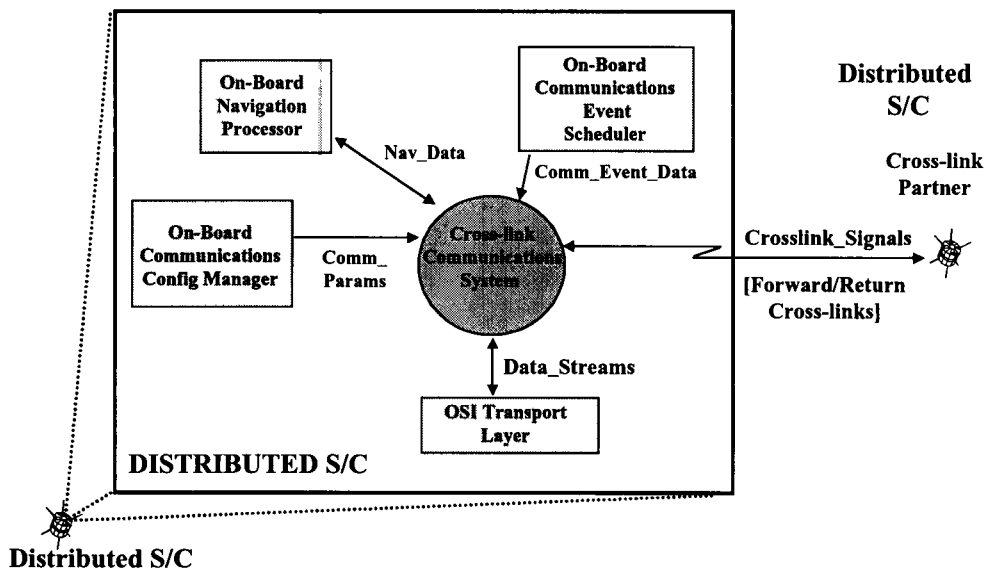 On-Board
Navigation
Processor
On-Board
Communications
Event
Scheduler
Distributed
S/C
Cross-link
Partner
Nav_Data
Comm_Event_Data
On-Board
Communications
Config Manager
Comm_
Params
Cross-link
Communications
System
Crosslink_Signals
[Forward/Return
Cross-links}
Data_Streams
OSI Transport
Layer
DISTRIBUTED S/C
Distributed S/C